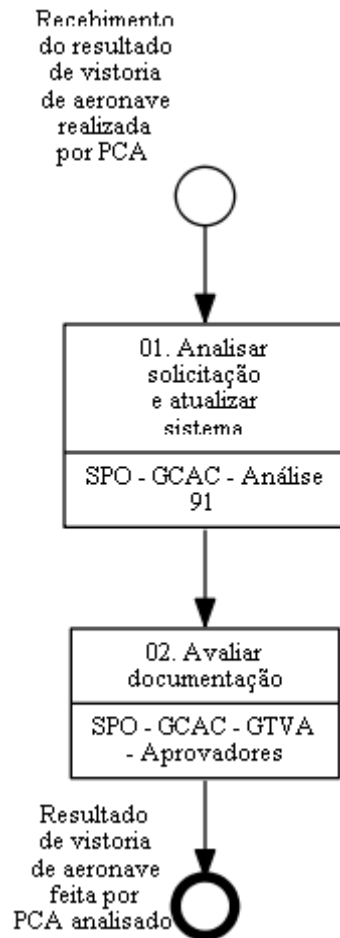 Recebimento
do resultado
de vistoria
de aeronave
realizada
por PCA
01. Analisar
solicitação
e atualizar
sistema
SPO - GCAC - Análise
91
02. Avaliar
documentação
SPO - GCAC - GTVA
- Aprovadores
Resultado
de vistoria
de aeronave
feita por
PCA analisado